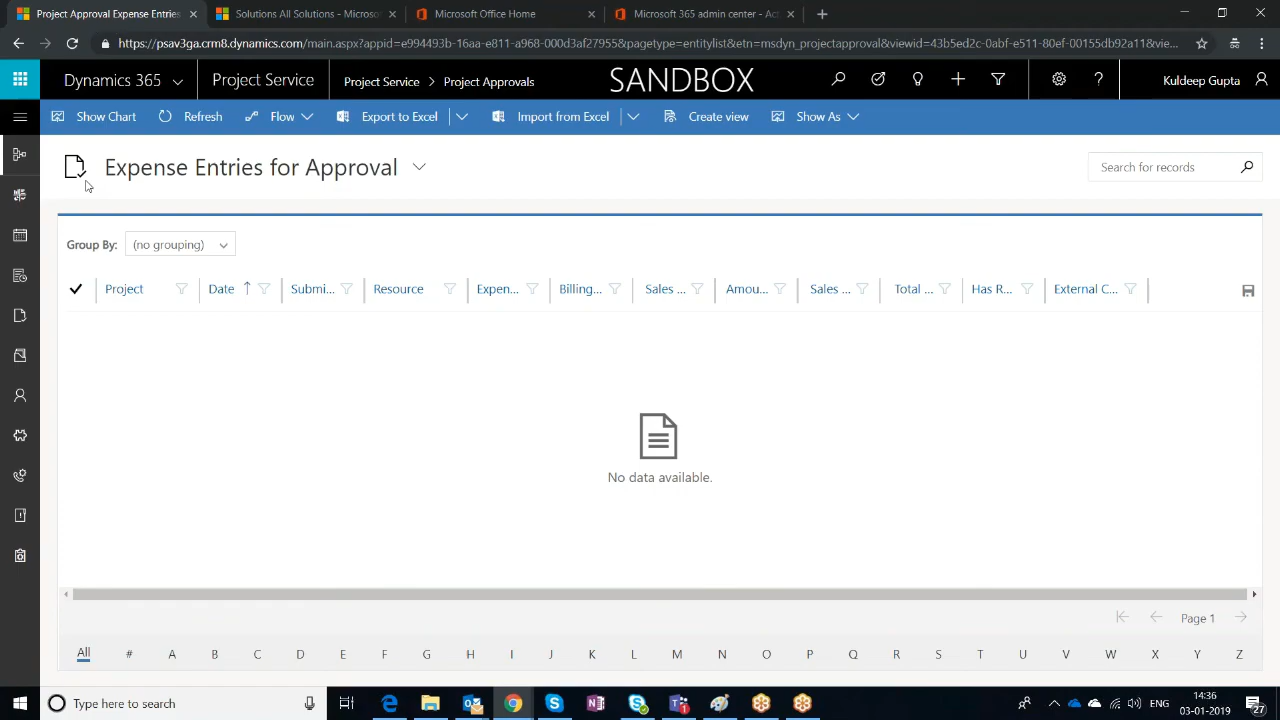 Project Approval Expense Entries
Solutions All Solutions - Microso
Microsoft Office Home
Microsoft 365 admin center - Act
https://psav3ga.crm8.dynamics.com/main.aspx?appid=e994493b-16aa-e811-a968-000d3af27955&pagetype=entitylist&etn=msdyn_projectapproval&viewid=43b5ed2c-0abf-e511-80ef-00155db92a11&vie...
Dynamics 365
Project Service
Project Service > Project Approvals
SANDBOX
Kuldeep Gupta
Show Chart
Refresh
Flow
Export to Excel
Import from Excel
Create view
Show As
Expense Entries for Approval
Search for records
Group By: (no grouping)
Project Date Submi... Resource Expen... Billing... Sales ... Amou... Sales ... Total ... Has R... External C...
No data available.
Page 1
All # A B C D E F G H I J K L M N O P Q R S T U V W X Y Z
Type here to search
ENG
14:36
03-01-2019
27